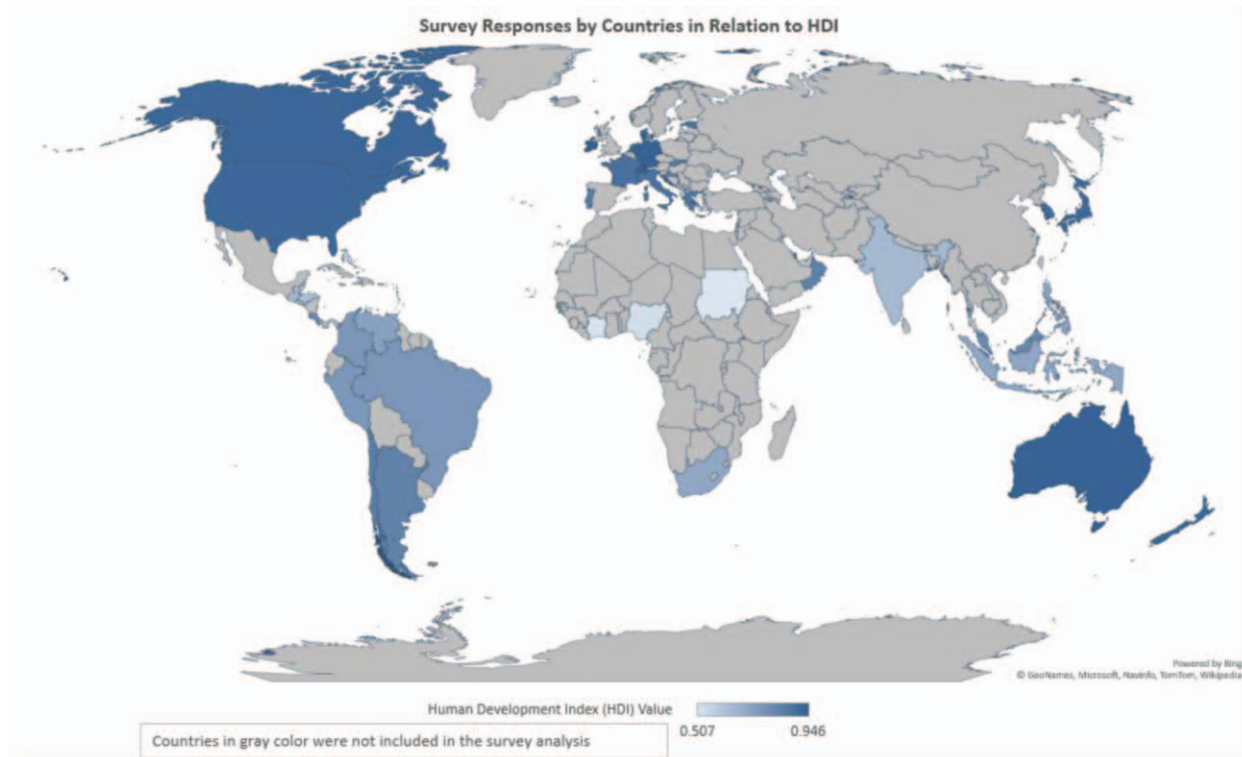 Survey Responses by Countries in Relation to HDI
Powered by Bing
© GeoNames, Microsoft, Navinfo, TomTom, Wikipedia
Human Development Index (HDI) Value
0.507 0.946
Countries in gray color were not included in the survey analysis